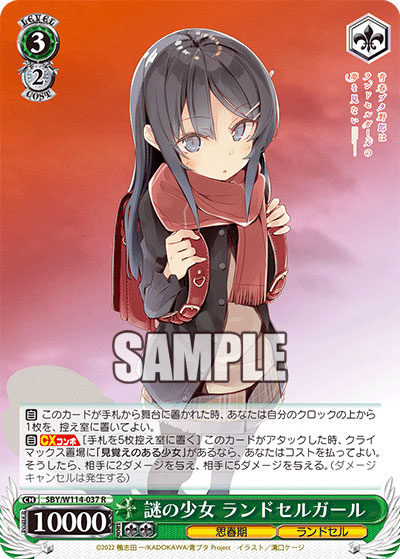 LEVEL
3
2
COST
青春ブタ野郎は
ランドセルガールの
夢を見ない
SAMPLE
自 このカードが手札から舞台に置かれた時、あなたは自分のクロックの上から
1枚を、控え室に置いてよい。
自 CXコンボ [手札を5枚控え室に置く] このカードがアタックした時、クライ
マックス置場に「見覚えのある少女」があるなら、あなたはコストを払ってよい。
そうしたら、相手に2ダメージを与え、相手に5ダメージを与える。(ダメージ
キャンセルは発生する)
CH SBY/W114-037 R
10000
謎の少女 ランドセルガール
思春期
ランドセル
©2022 鴨志田 一/KADOKAWA/青ブタ Project イラスト/溝口ケージ